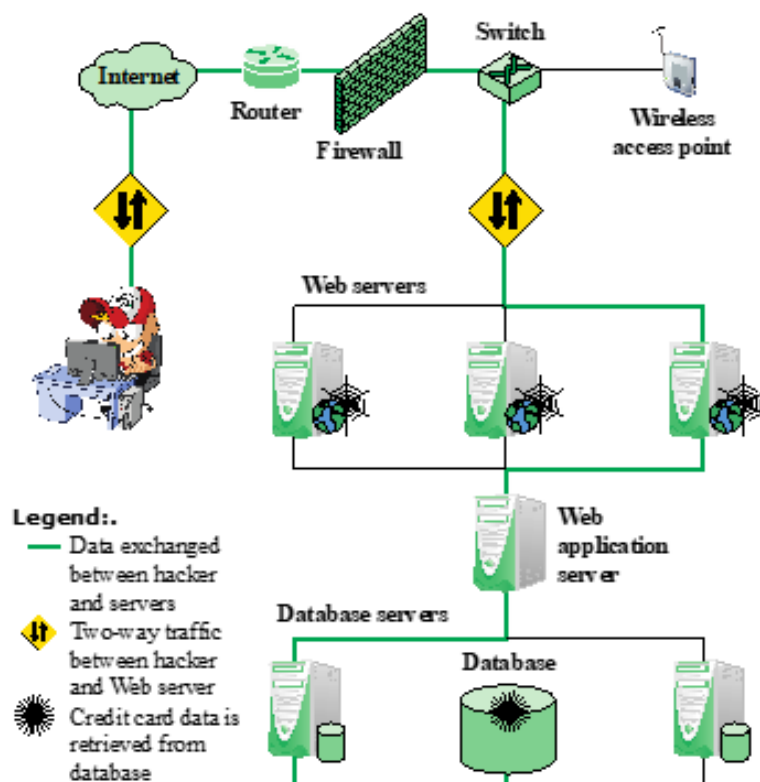 Switch
Internet
Router
Firewall
Wireless
access point
Web servers
Legend:.
Data exchanged
between hacker
and servers
Two-way traffic
between hacker
and Web server
Credit card data is
retrieved from
database
Web
application
server
Database servers
Database